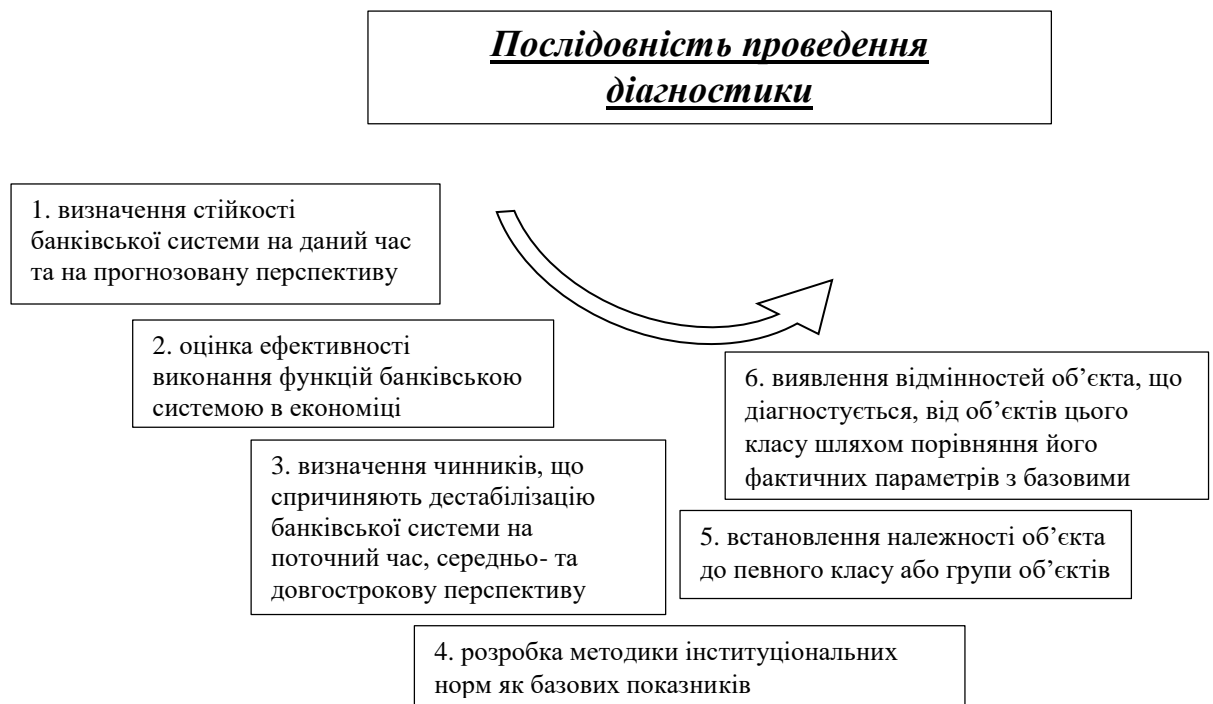 Послідовність проведення
діагностики
1. визначення стійкості
банківської системи на даний час
та на прогнозовану перспективу
2. оцінка ефективності
виконання функцій банківською
системою в економіці
3. визначення чинників, що
спричиняють дестабілізацію
банківської системи на
поточний час, середньо- та
довгострокову перспективу
4. розробка методики інституціональних
норм як базових показників
5. встановлення належності об’єкта
до певного класу або групи об’єктів
6. виявлення відмінностей об’єкта, що
діагностується, від об’єктів цього
класу шляхом порівняння його
фактичних параметрів з базовими